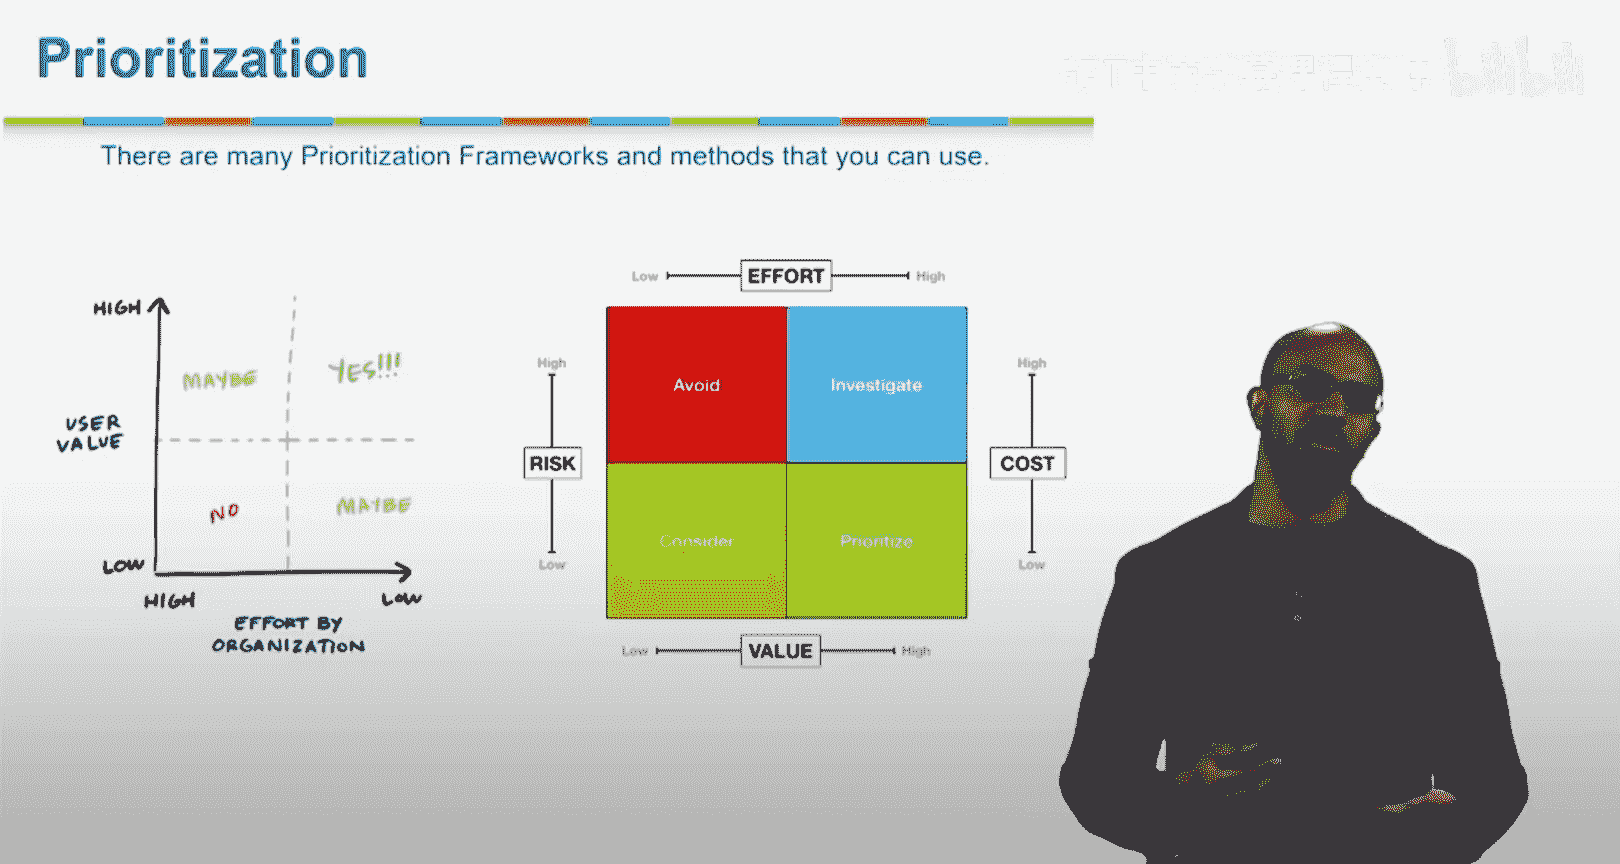 Prioritization
bilibili
There are many Prioritization Frameworks and methods that you can use.
HIGH
MAYBE
YES!!!
USER
VALUE
NO
MAYBE
LOW
HIGH
LOW
EFFORT BY
ORGANIZATION
Low
EFFORT
High
High
RISK
Low
Avoid
Investigate
Consider
Prioritize
High
COST
Low
Low
VALUE
High